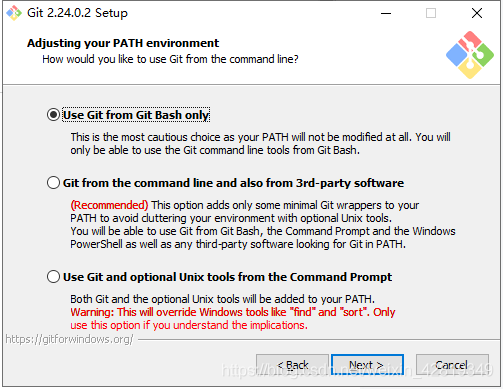 Git 2.24.0.2 Setup
Adjusting your PATH environment
How would you like to use Git from the command line?
Use Git from Git Bash only
This is the most cautious choice as your PATH will not be modified at all. You will
only be able to use the Git command line tools from Git Bash.
Git from the command line and also from 3rd-party software
(Recommended) This option adds only some minimal Git wrappers to your
PATH to avoid cluttering your environment with optional Unix tools.
You will be able to use Git from Git Bash, the Command Prompt and the Windows
PowerShell as well as any third-party software looking for Git in PATH.
Use Git and optional Unix tools from the Command Prompt
Both Git and the optional Unix tools will be added to your PATH.
Warning: This will override Windows tools like "find" and "sort". Only
use this option if you understand the implications.
https://gitforwindows.org/
< Back
Next >
Cancel